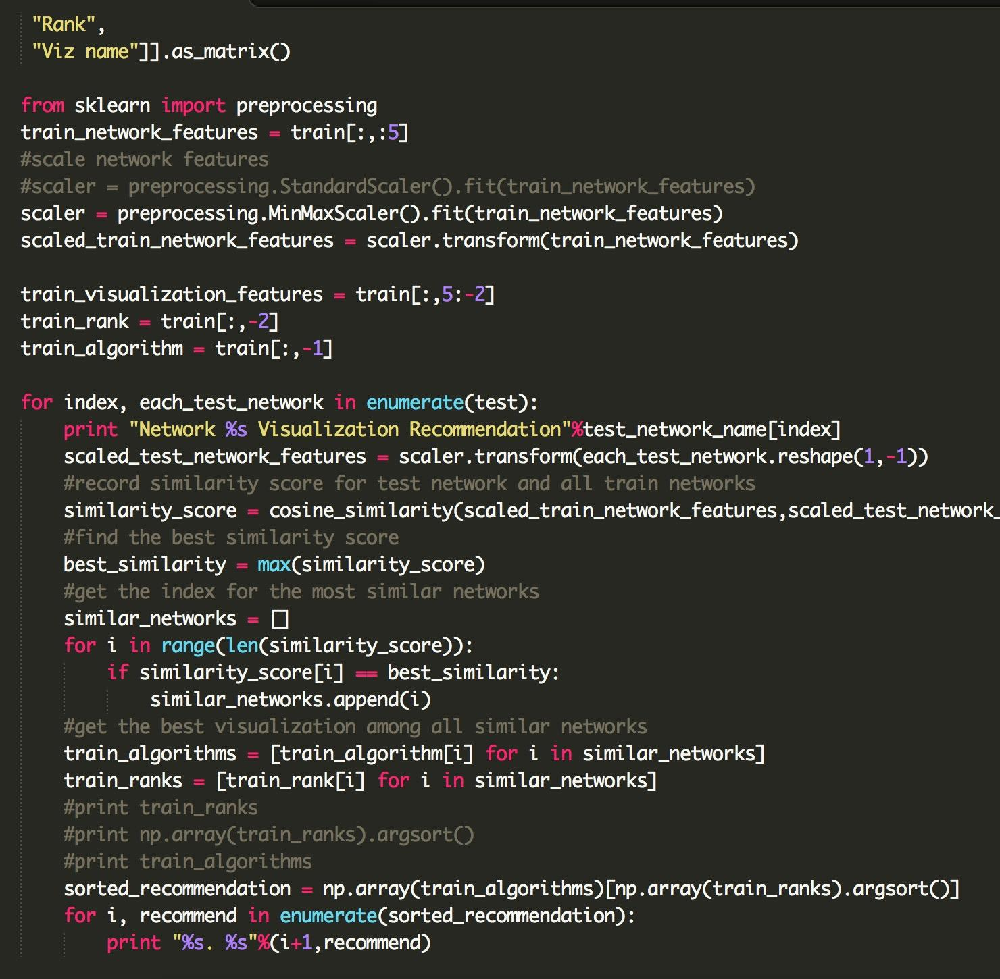 "Rank",
"Viz name"]].as_matrix()
from sklearn import preprocessing
train_network_features = train[:,:5]
#scale network features
#scaler = preprocessing.StandardScaler().fit(train_network_features)
scaler = preprocessing.MinMaxScaler().fit(train_network_features)
scaled_train_network_features = scaler.transform(train_network_features)
train_visualization_features = train[:,5:-2]
train_rank = train[:,-2]
train_algorithm = train[:,-1]
for index, each_test_network in enumerate(test):
print "Network %s Visualization Recommendation"%test_network_name[index]
scaled_test_network_features = scaler.transform(each_test_network.reshape(1,-1))
#record similarity score for test network and all train networks
similarity_score = cosine_similarity(scaled_train_network_features,scaled_test_network_
#find the best similarity score
best_similarity = max(similarity_score)
#get the index for the most similar networks
similar_networks = []
for i in range(len(similarity_score)):
if similarity_score[i] == best_similarity:
similar_networks.append(i)
#get the best visualization among all similar networks
train_algorithms = [train_algorithm[i] for i in similar_networks]
train_ranks = [train_rank[i] for i in similar_networks]
#print train_ranks
#print np.array(train_ranks).argsort()
#print train_algorithms
sorted_recommendation = np.array(train_algorithms)[np.array(train_ranks).argsort()]
for i, recommend in enumerate(sorted_recommendation):
print "%s. %s"%(i+1,recommend)